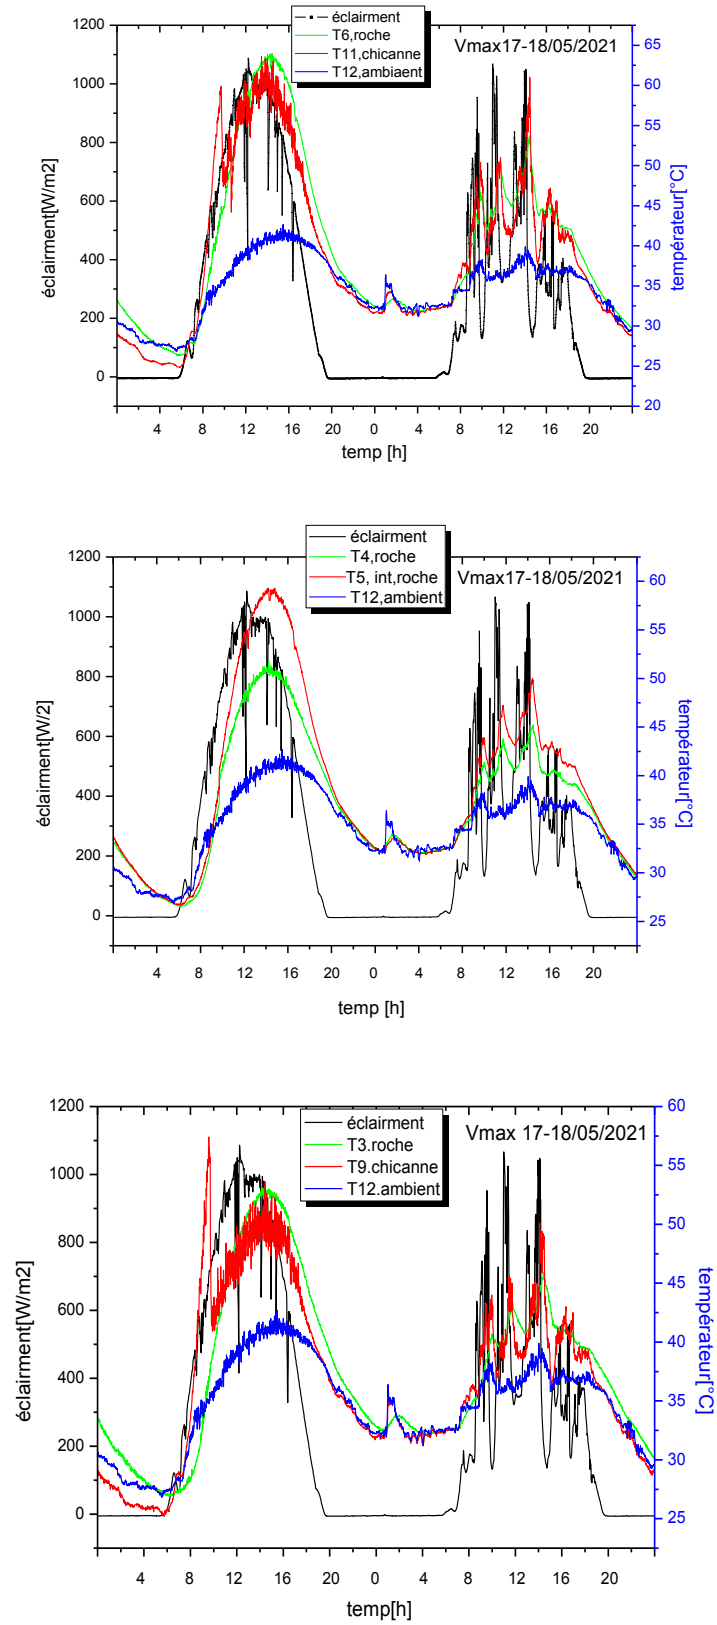 éclairment
T6,roche
T11,chicanne
T12,ambiaent
Vmax17-18/05/2021
1200
1000
800
600
400
200
0
éclairment[W/m2]
65
60
55
50
45
40
35
30
25
20
températeur[°C]
4 8 12 16 0 4 8 12 16 20
temp [h]
éclairment
T4,roche
T5, int,roche
T12,ambient
Vmax17-18/05/2021
1200
1000
800
600
400
200
0
éclairment[W/2]
60
55
50
45
40
35
30
25
températeur[°C]
4 8 12 16 20 0 4 8 12 16 20
temp [h]
éclairment
T3.roche
T9.chicanne
T12.ambient
Vmax 17-18/05/2021
1200
1000
800
600
400
200
0
éclairment[W/m2]
60
55
50
45
40
35
30
25
températeur[°C]
4 8 12 16 20 0 4 8 12 16 20
temp[h]